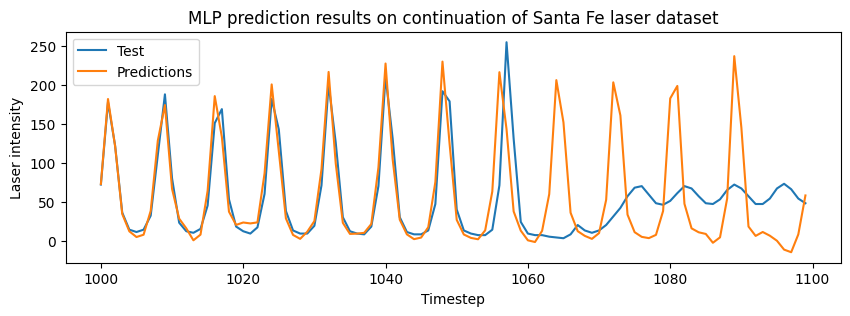 MLP prediction results on continuation of Santa Fe laser dataset
Test
Predictions
Laser intensity
250
200
150
100
50
0
1000
1020
1040
1060
1080
1100
Timestep